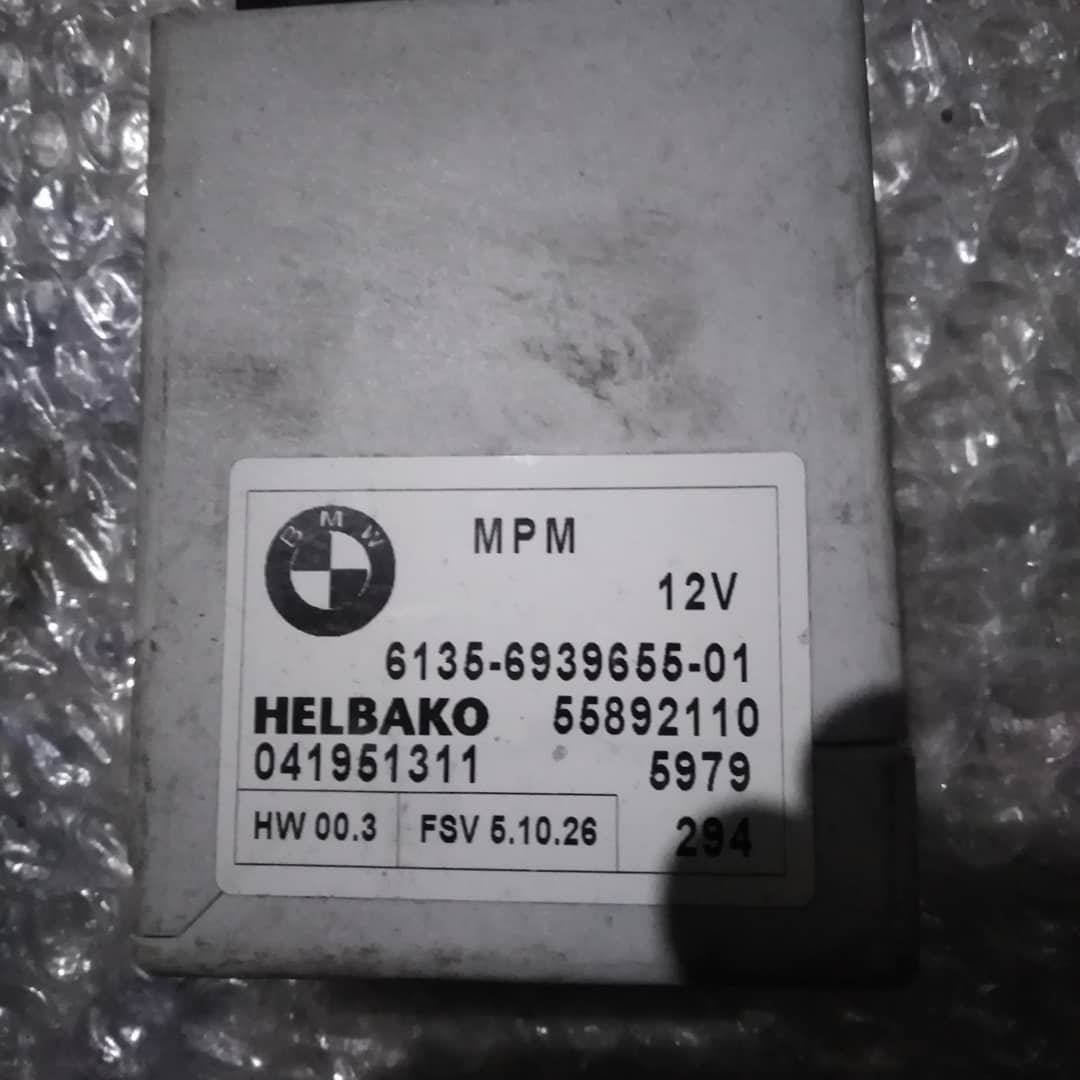 BMW
MPM
12V
6135-6939655-01
HELBAKO 55892110
041951311 5979
HW 00.3 FSV 5.10.26 294